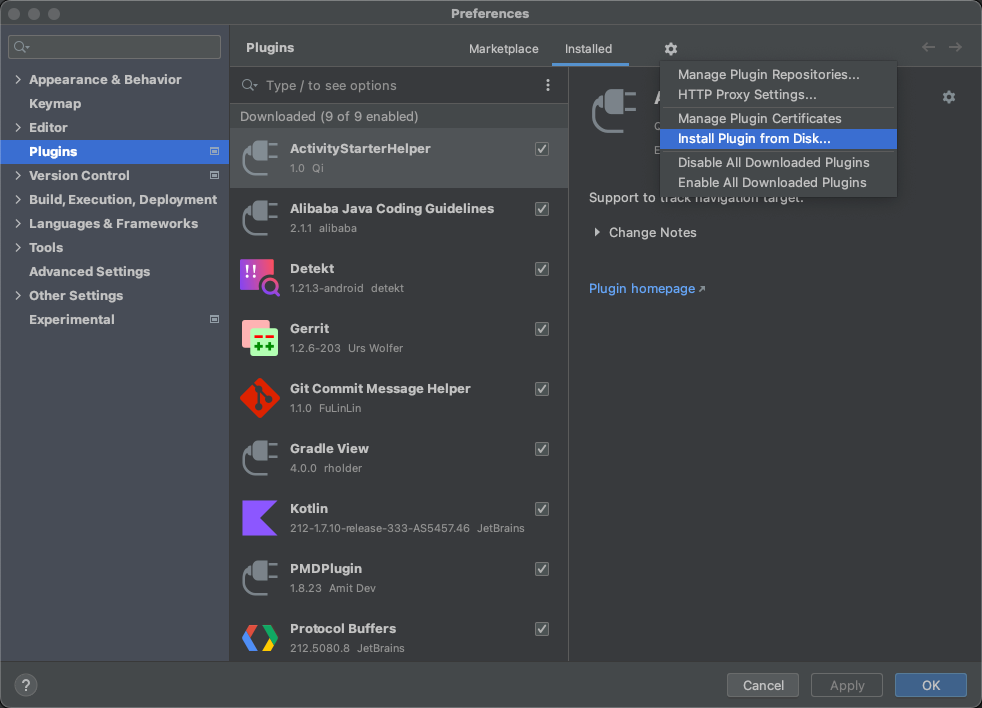 Preferences
Appearance & Behavior
Keymap
Editor
Plugins
Version Control
Build, Execution, Deployment
Languages & Frameworks
Tools
Advanced Settings
Other Settings
Experimental
Plugins
Marketplace
Installed
Type / to see options
Downloaded (9 of 9 enabled)
ActivityStarterHelper
1.0 Qi
Alibaba Java Coding Guidelines
2.1.1 alibaba
Detekt
1.21.3-android detekt
Gerrit
1.2.6-203 Urs Wolfer
Git Commit Message Helper
1.1.0 FuLinLin
Gradle View
4.0.0 rholder
Kotlin
212-1.7.10-release-333-AS5457.46 JetBrains
PMDPlugin
1.8.23 Amit Dev
Protocol Buffers
212.5080.8 JetBrains
Manage Plugin Repositories...
HTTP Proxy Settings...
Manage Plugin Certificates
Install Plugin from Disk...
Disable All Downloaded Plugins
Enable All Downloaded Plugins
Support to track navigation target.
Change Notes
Plugin homepage ↗
?
Cancel
Apply
OK